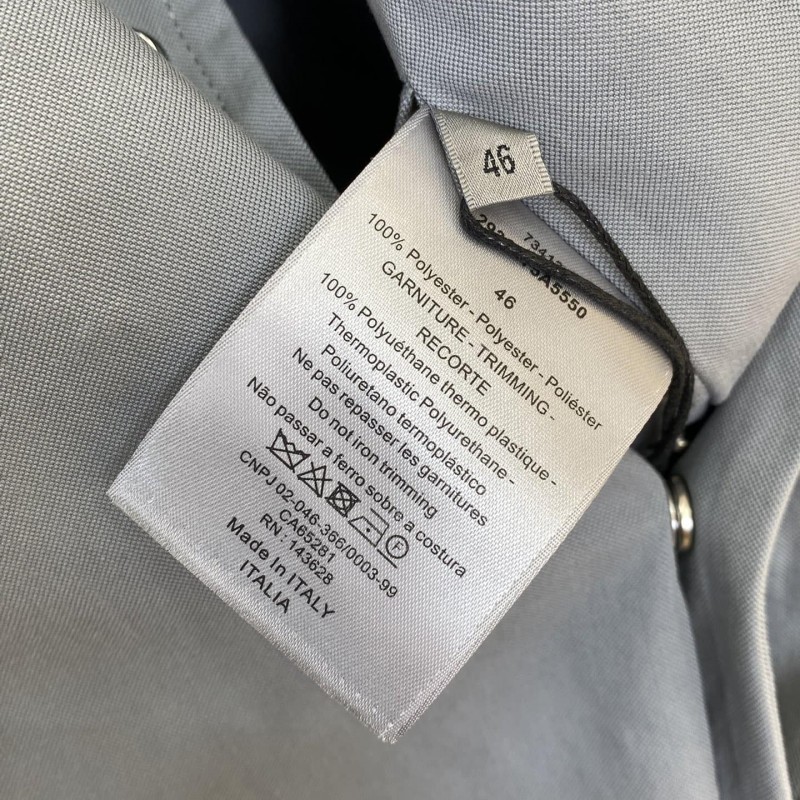 46
46
100% Polyester - Polyester - Poliéster
GARNITURE - TRIMMING -
RECORTE
100% Polyuéthane thermo plastique -
Thermoplastic Polyurethane -
Poliuretano termoplástico
Ne pas repasser les garnitures
Do not iron trimming
Não passar a ferro sobre a costura
CNPJ 02-046-366/0003-99
CA65281
RN: 143628
Made In ITALY
ITALIA